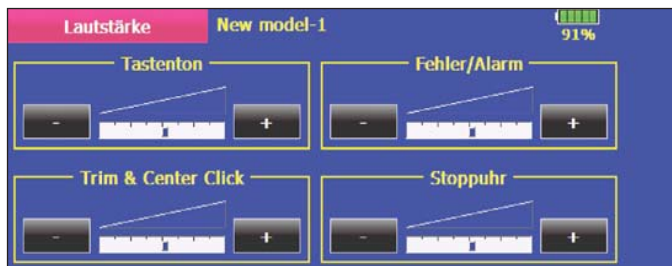 Lautstärke New model-1 91%
Tastenton Fehler/Alarm
- + - +
Trim & Center Click Stoppuhr
- + - +